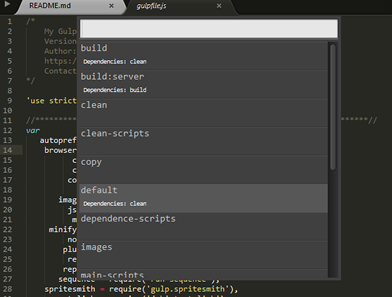 README.md
gulpfile.js
1 /*
2 My Gulp
3 Version
4 Author:
5 https:/
6 Contact
7 */
8
9 'use strict
10
11 //**************//
12 var
13 autopref
14 browser
15 c
16 c
17 co
18
19 imag
20 js
21 m
22 minify
23 no
24 plu
25 re
26 rep
27 sequence = require('run-sequence'),
28 spritesmith = require('gulp.spritesmith'),
build
Dependencies: clean
build:server
Dependencies: build
clean
clean-scripts
copy
default
Dependencies: clean
dependence-scripts
images
main-scripts